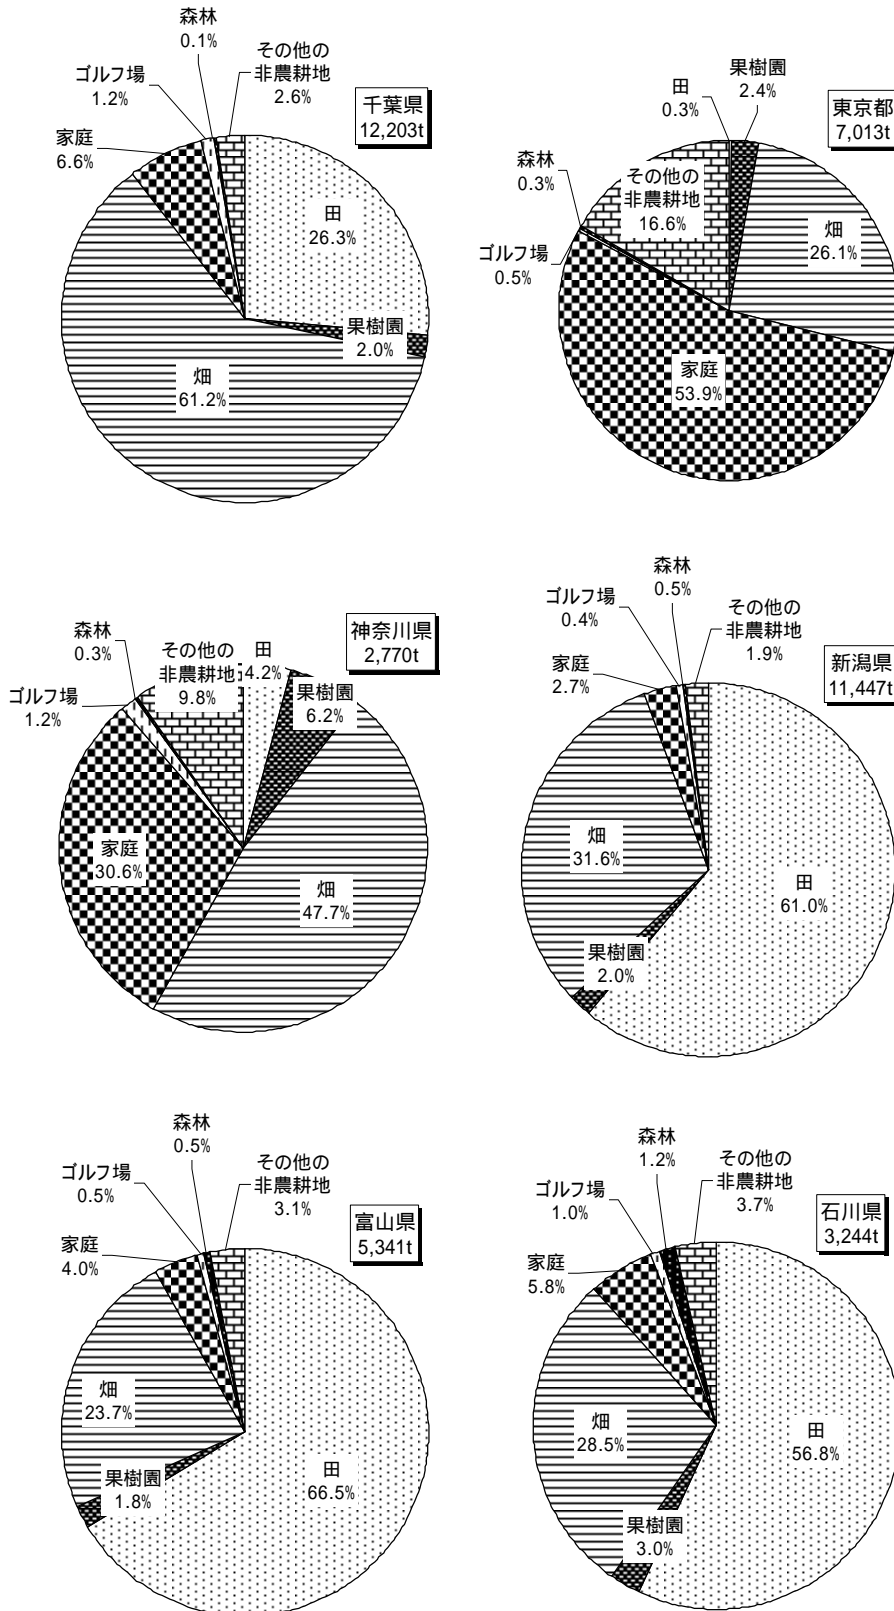 森林
0.1%
その他の
非農耕地
2.6%
ゴルフ場
1.2%
千葉県
12,203t
家庭
6.6%
田
26.3%
果樹園
2.0%
畑
61.2%
田
0.3%
果樹園
2.4%
東京都
7,013t
森林
0.3%
その他の
非農耕地
16.6%
畑
26.1%
ゴルフ場
0.5%
家庭
53.9%
森林
0.3%
その他の
非農耕地
9.8%
田
4.2%
神奈川県
2,770t
果樹園
6.2%
ゴルフ場
1.2%
家庭
30.6%
畑
47.7%
森林
0.5%
ゴルフ場
0.4%
その他の
非農耕地
1.9%
新潟県
11,447t
家庭
2.7%
畑
31.6%
田
61.0%
果樹園
2.0%
森林
0.5%
その他の
非農耕地
3.1%
ゴルフ場
0.5%
富山県
5,341t
家庭
4.0%
畑
23.7%
田
66.5%
果樹園
1.8%
森林
1.2%
その他の
非農耕地
3.7%
ゴルフ場
1.0%
石川県
3,244t
家庭
5.8%
畑
28.5%
田
56.8%
果樹園
3.0%